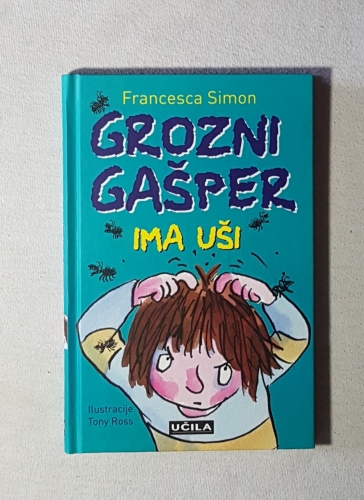 Francesca Simon
GROZNI
GAŠPER
IMA UŠI
Ilustracije
Tony Ross
UČILA